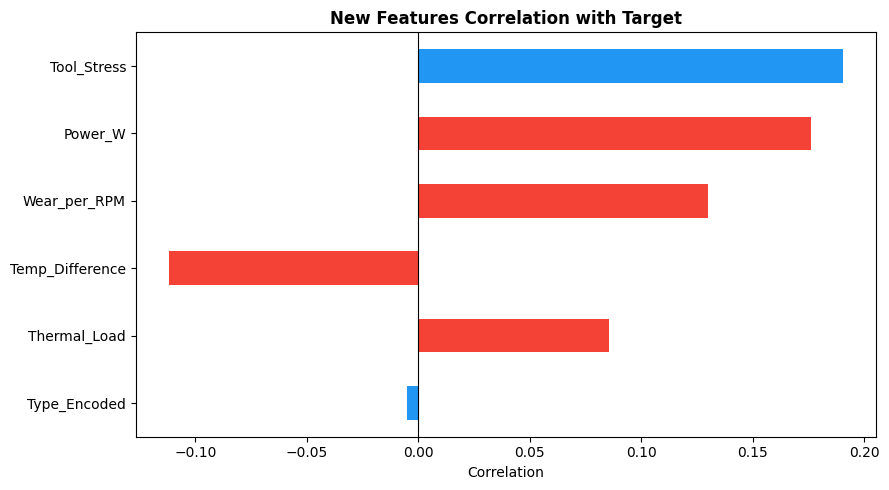 New Features Correlation with Target
Tool_Stress
Power_W
Wear_per_RPM
Temp_Difference
Thermal_Load
Type_Encoded
−0.10 −0.05 0.00 0.05 0.10 0.15 0.20
Correlation